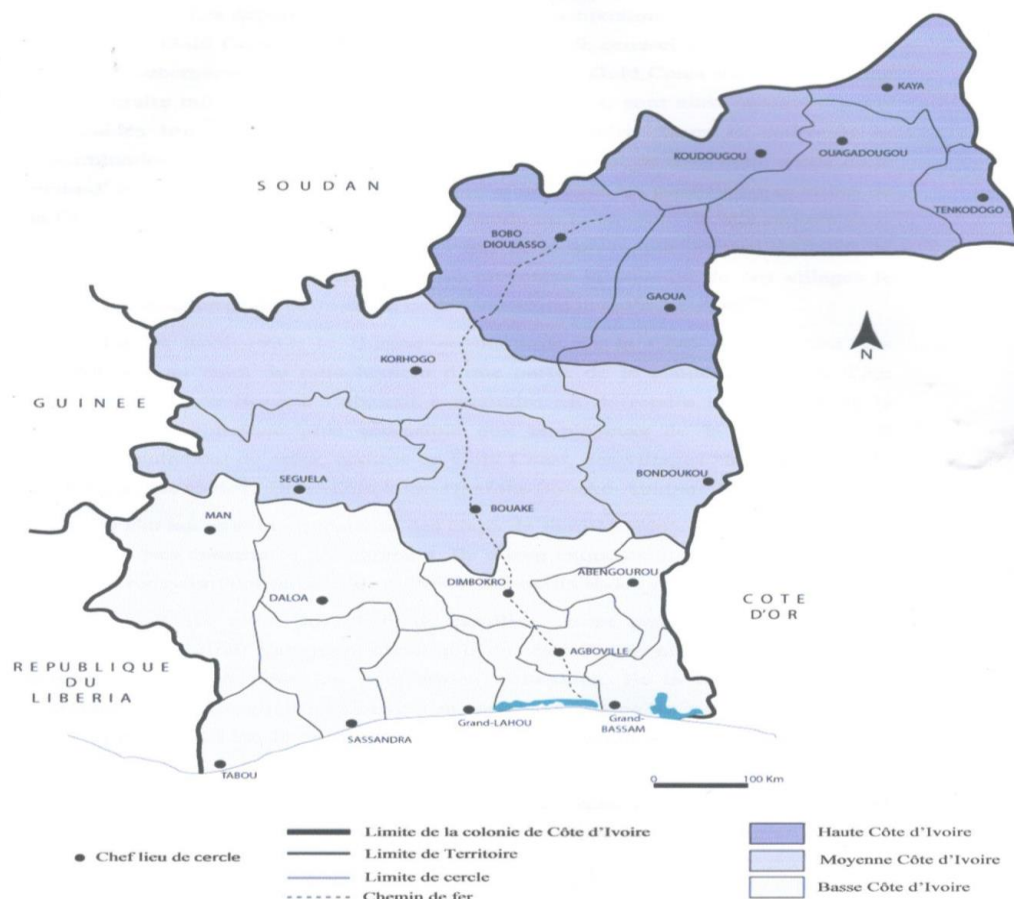 KAYA
OUAGADOUGOU
KOUDOUGOU
SOUDAN
TENKODOGO
BOBO
DIOULASSO
GAOUA
N
KORHOGO
GUINEE
BONDOUKOU
SEGUELA
BOUAKE
MAN
ABENGOUROU
DIMBOKRO
DALOA
COTE
D'OR
AGBOVILLE
REPUBLIQUE
DU
LIBERIA
Grand-LAHOU
Grand-
BASSAM
SASSANDRA
TABOU
0 100 Km
Chef lieu de cercle
Limite de la colonie de Côte d'Ivoire
Limite de Territoire
Limite de cercle
Chemin de fer
Haute Côte d'Ivoire
Moyenne Côte d'Ivoire
Basse Côte d'Ivoire